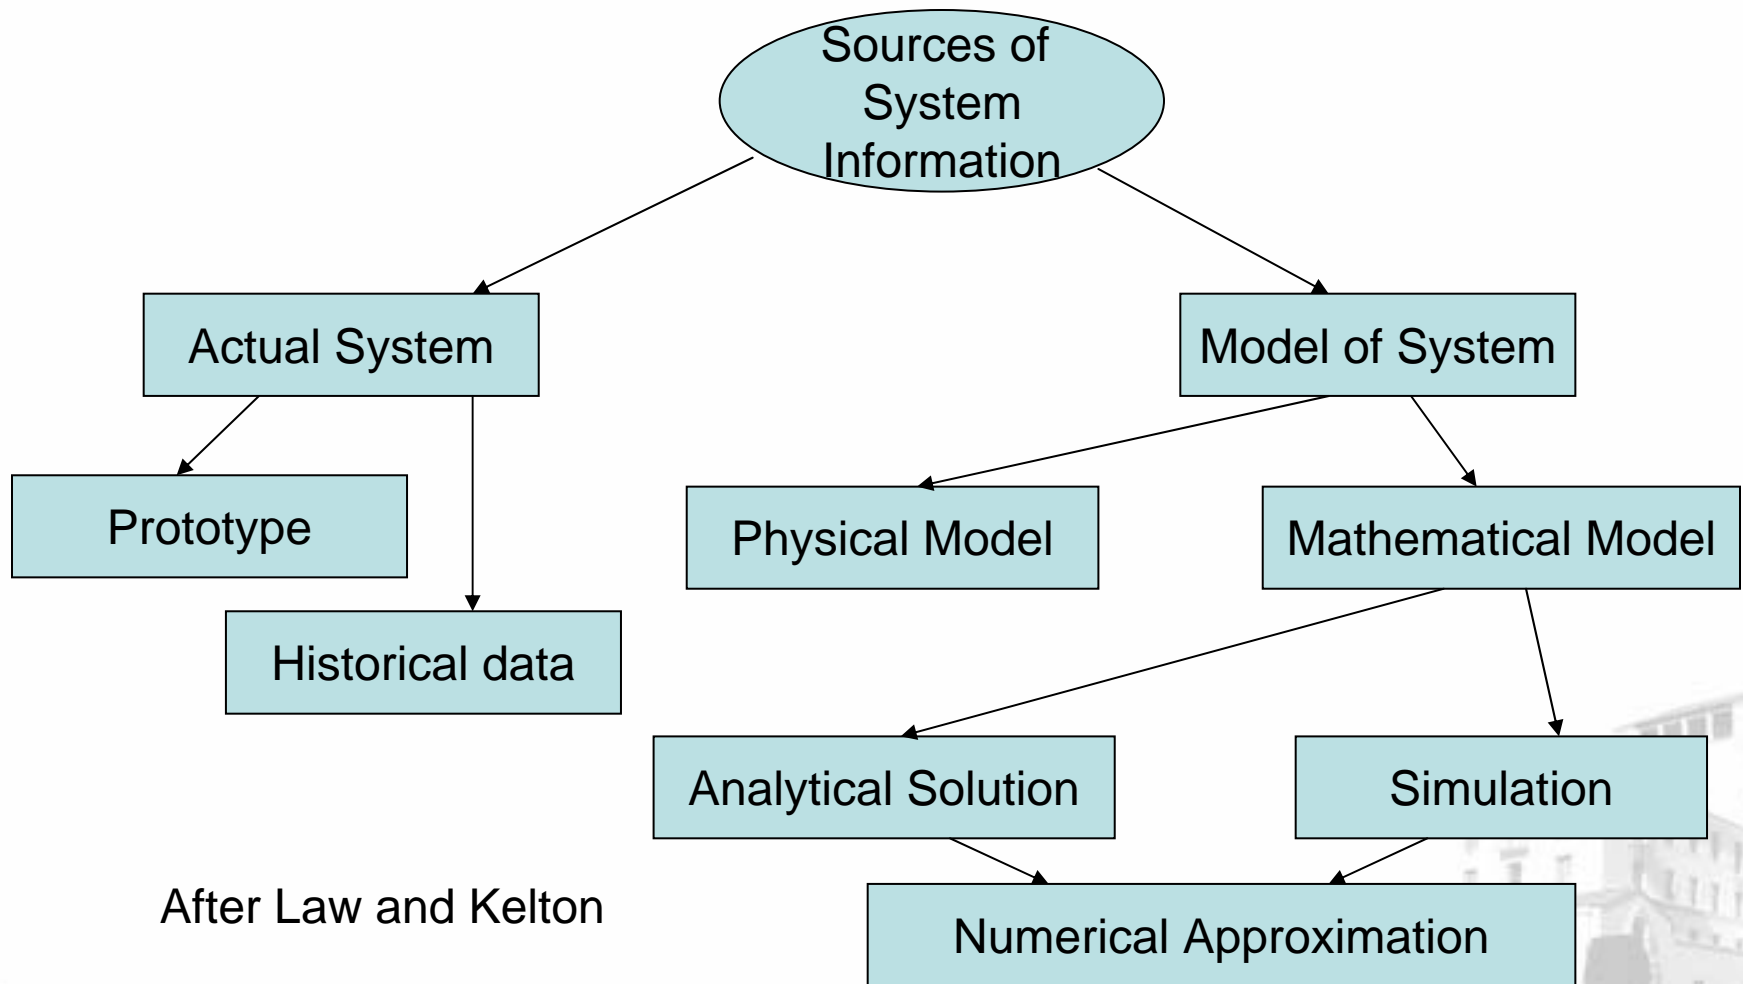 Sources of
System
Information
Actual System
Model of System
Prototype
Physical Model
Mathematical Model
Historical data
Analytical Solution
Simulation
After Law and Kelton
Numerical Approximation